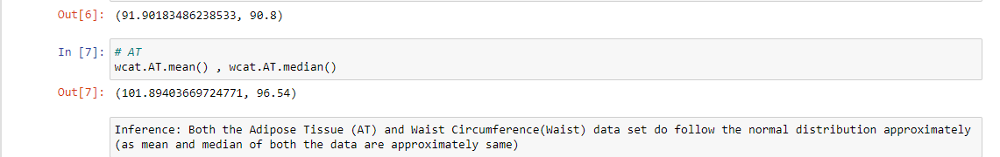 Out[6]: (91.90183486238533, 90.8)
In [7]: # AT
wcat.AT.mean() , wcat.AT.median()
Out[7]: (101.89403669724771, 96.54)
Inference: Both the Adipose Tissue (AT) and Waist Circumference(Waist) data set do follow the normal distribution approximately
(as mean and median of both the data are approximately same)